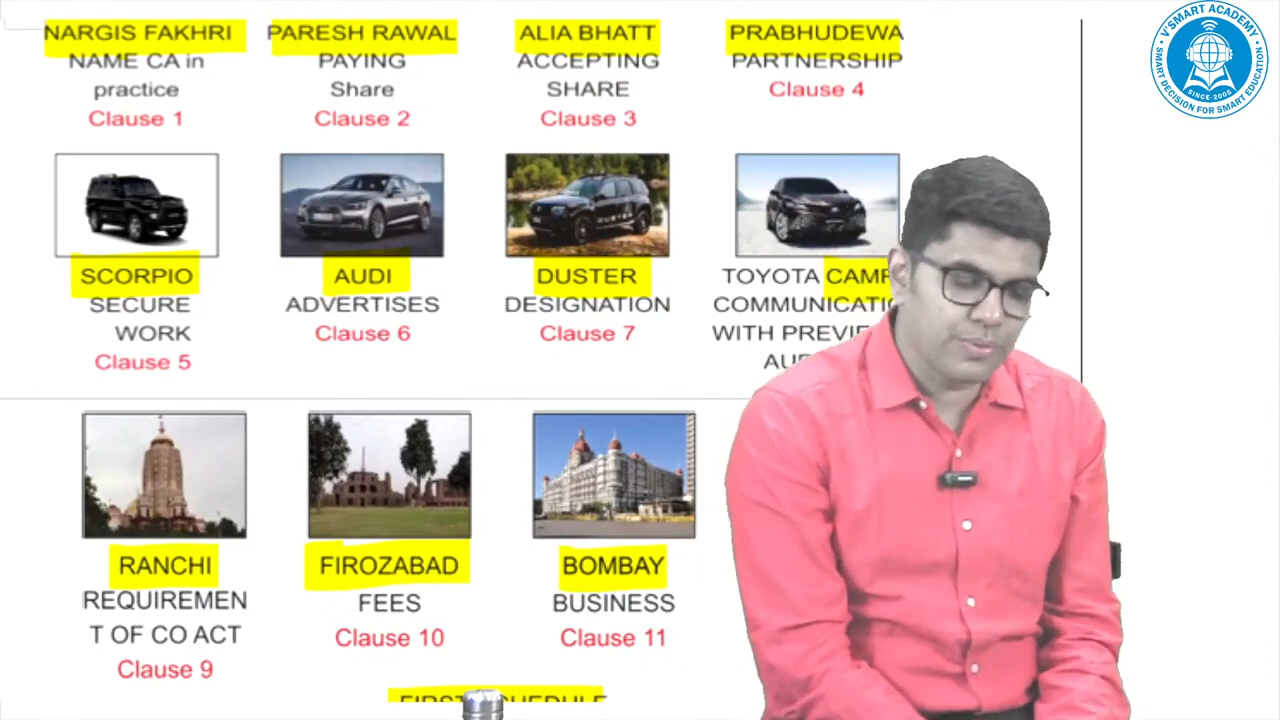 NARGIS FAKHRI
NAME CA in
practice
Clause 1
PARESH RAWAL
PAYING
Share
Clause 2
ALIA BHATT
ACCEPTING
SHARE
Clause 3
PRABHUDEWA
PARTNERSHIP
Clause 4
SCORPIO
SECURE
WORK
Clause 5
AUDI
ADVERTISES
Clause 6
DUSTER
DESIGNATION
Clause 7
TOYOTA
WITH
RANCHI
REQUIREMEN
T OF CO ACT
Clause 9
FIROZABAD
FEES
Clause 10
BOMBAY
BUSINESS
Clause 11
V'SMART ACADEMY
SINCE-2005
SMART DECISION FOR SMART EDUCATION